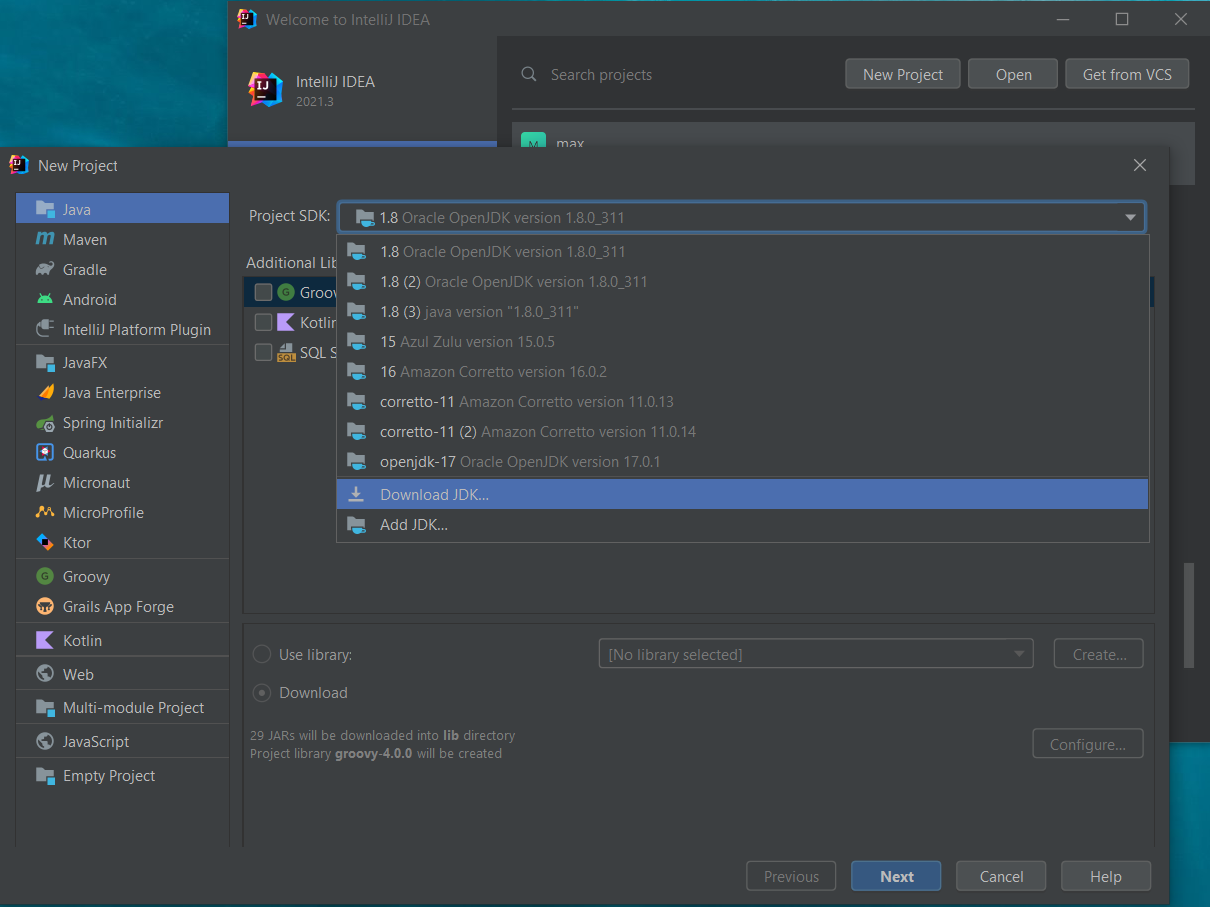 Welcome to IntelliJ IDEA
IntelliJ IDEA
2021.3
Search projects
New Project
Open
Get from VCS
M max
New Project
Java
Maven
Gradle
Android
IntelliJ Platform Plugin
JavaFX
Java Enterprise
Spring Initializr
Quarkus
Micronaut
MicroProfile
Ktor
Groovy
Grails App Forge
Kotlin
Web
Multi-module Project
JavaScript
Empty Project
Project SDK: 1.8 Oracle OpenJDK version 1.8.0_311
1.8 Oracle OpenJDK version 1.8.0_311
1.8 (2) Oracle OpenJDK version 1.8.0_311
1.8 (3) java version "1.8.0_311"
15 Azul Zulu version 15.0.5
16 Amazon Corretto version 16.0.2
corretto-11 Amazon Corretto version 11.0.13
corretto-11 (2) Amazon Corretto version 11.0.14
openjdk-17 Oracle OpenJDK version 17.0.1
Download JDK...
Add JDK...
Additional Lib
Groov
Kotlin
SQL S
Use library:
[No library selected]
Create...
Download
29 JARs will be downloaded into lib directory
Project library groovy-4.0.0 will be created
Configure...
Previous
Next
Cancel
Help